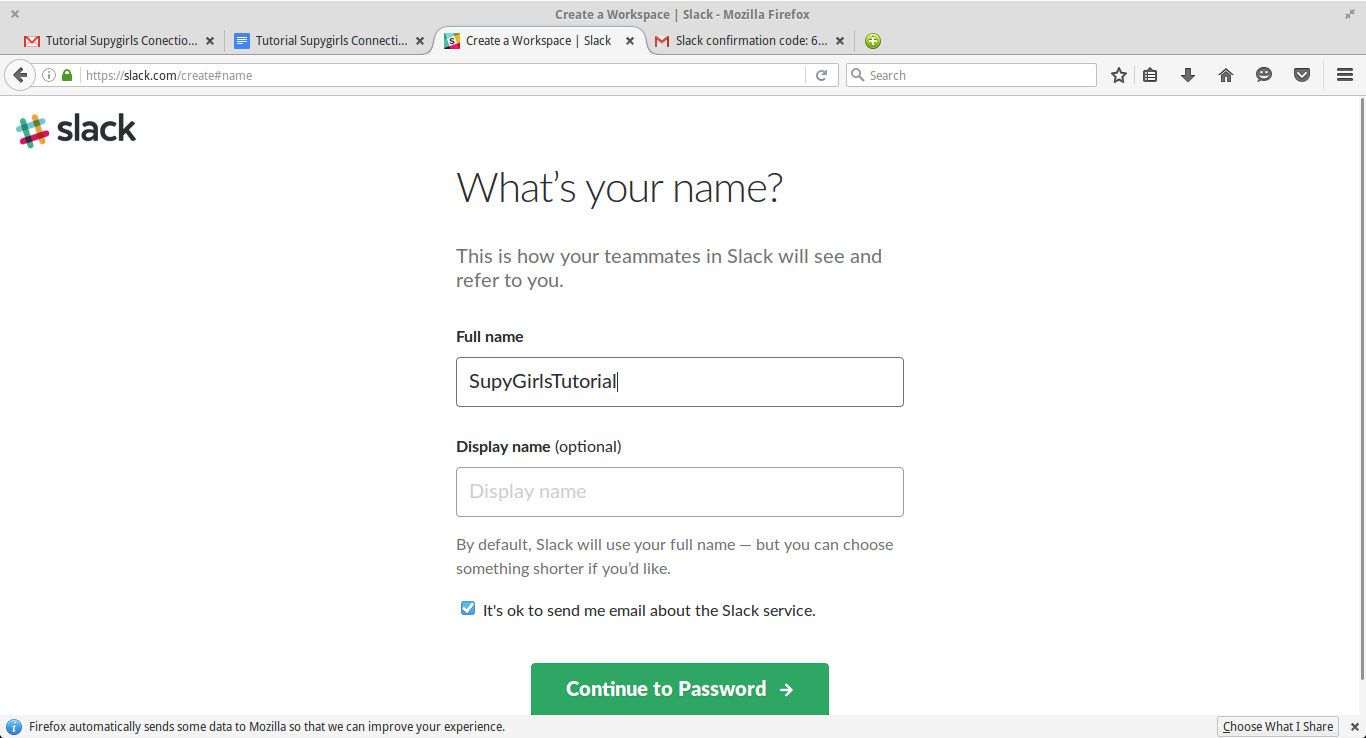 Create a Workspace | Slack - Mozilla Firefox
Tutorial Supygirls Conectio... Tutorial Supygirls Connecti... Create a Workspace | Slack Slack confirmation code: 6...
https://slack.com/create#name Search
slack
What's your name?
This is how your teammates in Slack will see and
refer to you.
Full name
SupyGirlsTutorial
Display name (optional)
Display name
By default, Slack will use your full name — but you can choose
something shorter if you'd like.
It's ok to send me email about the Slack service.
Continue to Password →
Firefox automatically sends some data to Mozilla so that we can improve your experience. Choose What I Share